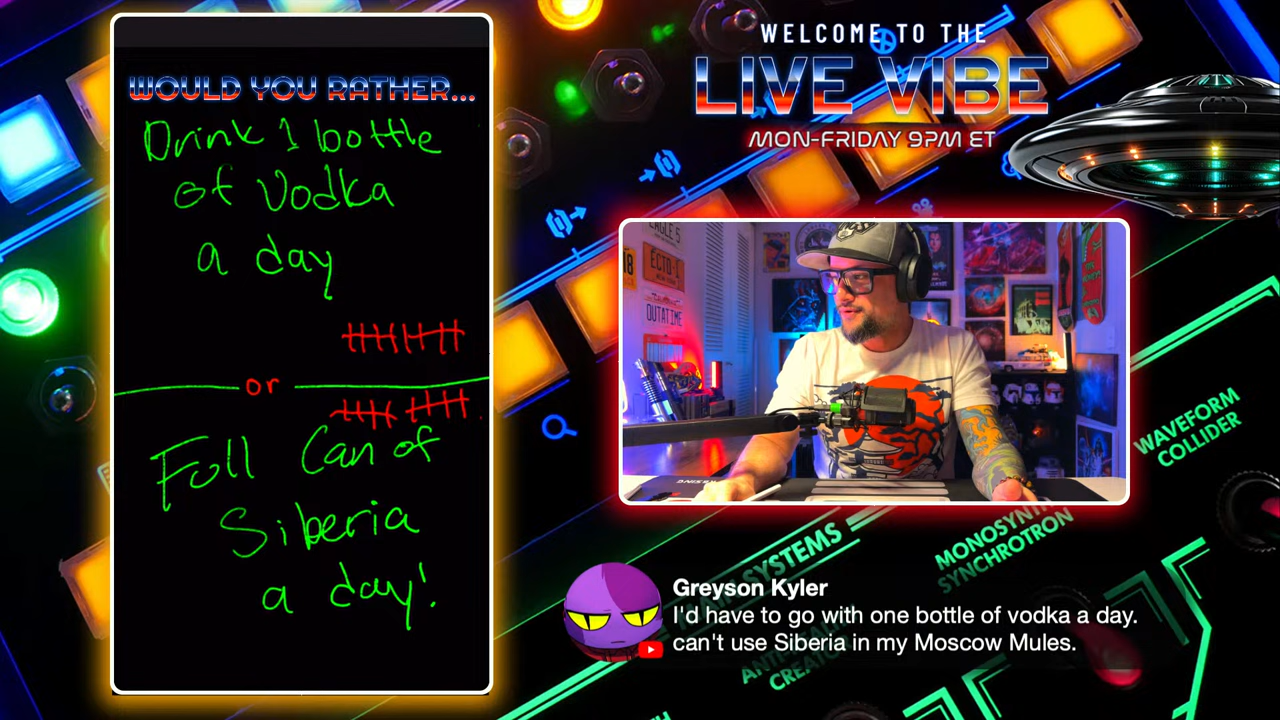 WOULD YOU RATHER...
Drink 1 bottle
of Vodka
a day
or
Full Can of
Siberia
a day!
WELCOME TO THE
LIVE VIBE
MON-FRIDAY 9PM ET
EAGLE 5
ECTO-1
OUTATIME
WAVEFORM
COLLIDER
MONOSYNTH
SYNCHROTRON
SYSTEMS
Greyson Kyler
I'd have to go with one bottle of vodka a day.
can't use Siberia in my Moscow Mules.